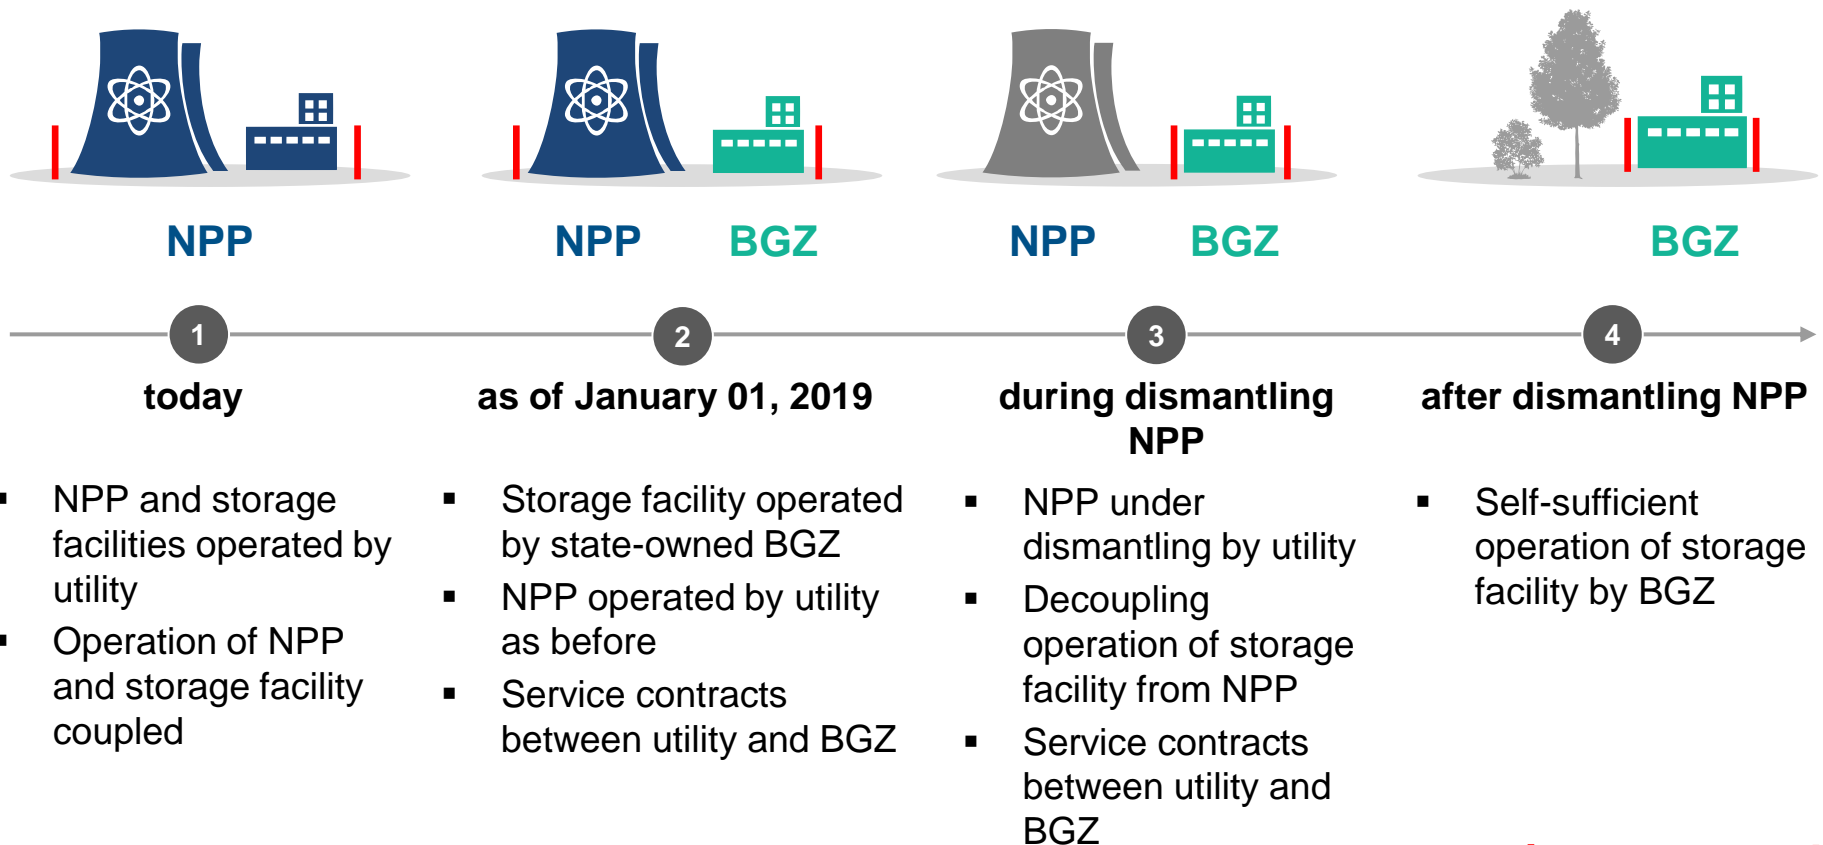 NPP
NPP BGZ
NPP BGZ
BGZ
1
2
3
4
today
as of January 01, 2019
during dismantling
NPP
after dismantling NPP
▪ NPP and storage
facilities operated by
utility
▪ Operation of NPP
and storage facility
coupled
▪ Storage facility operated
by state-owned BGZ
▪ NPP operated by utility
as before
▪ Service contracts
between utility and BGZ
▪ NPP under
dismantling by utility
▪ Decoupling
operation of storage
facility from NPP
▪ Service contracts
between utility and
BGZ
▪ Self-sufficient
operation of storage
facility by BGZ